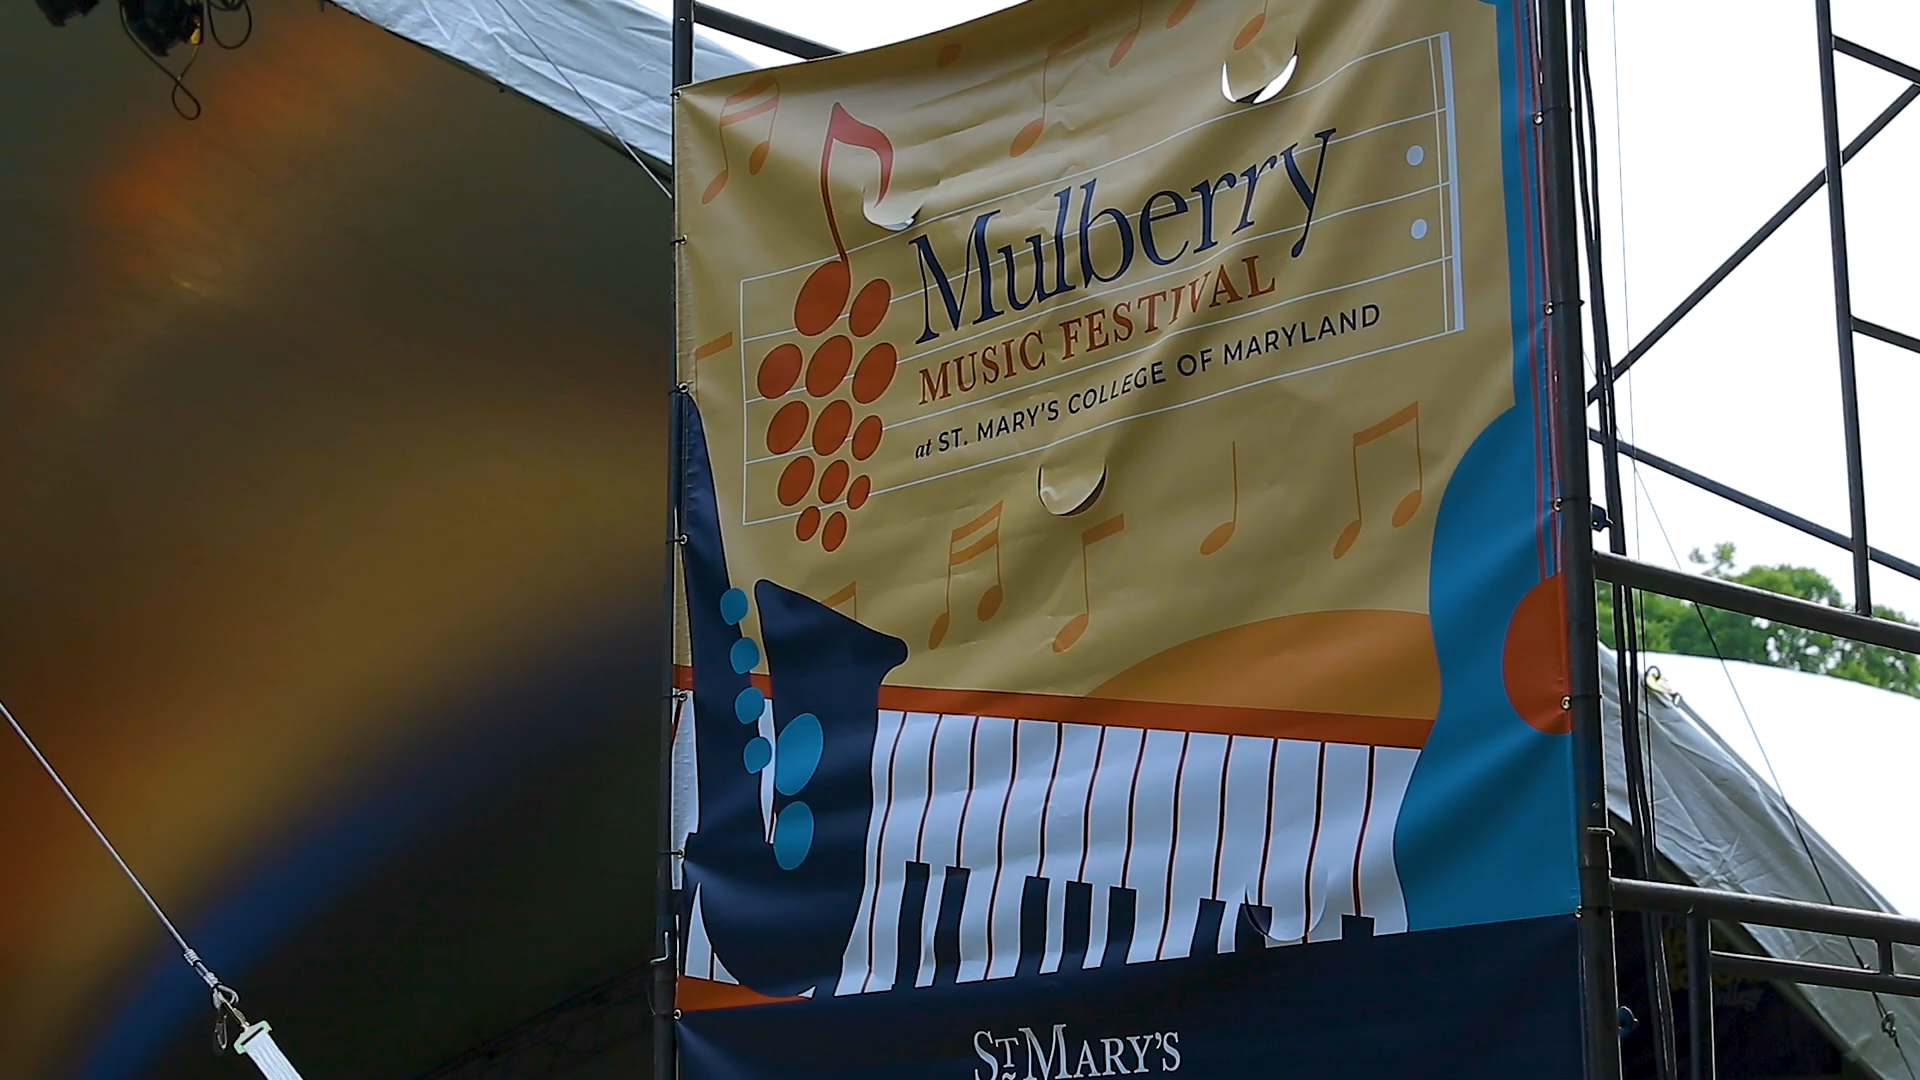 Mulberry
MUSIC FESTIVAL
at ST. MARY'S COLLEGE OF MARYLAND
ST MARY'S